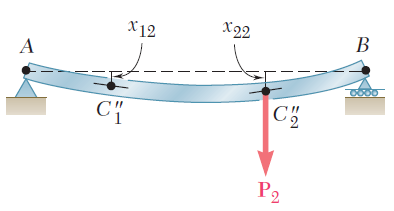 x₁₂ x₂₂
A B
C″₁ C″₂
P₂